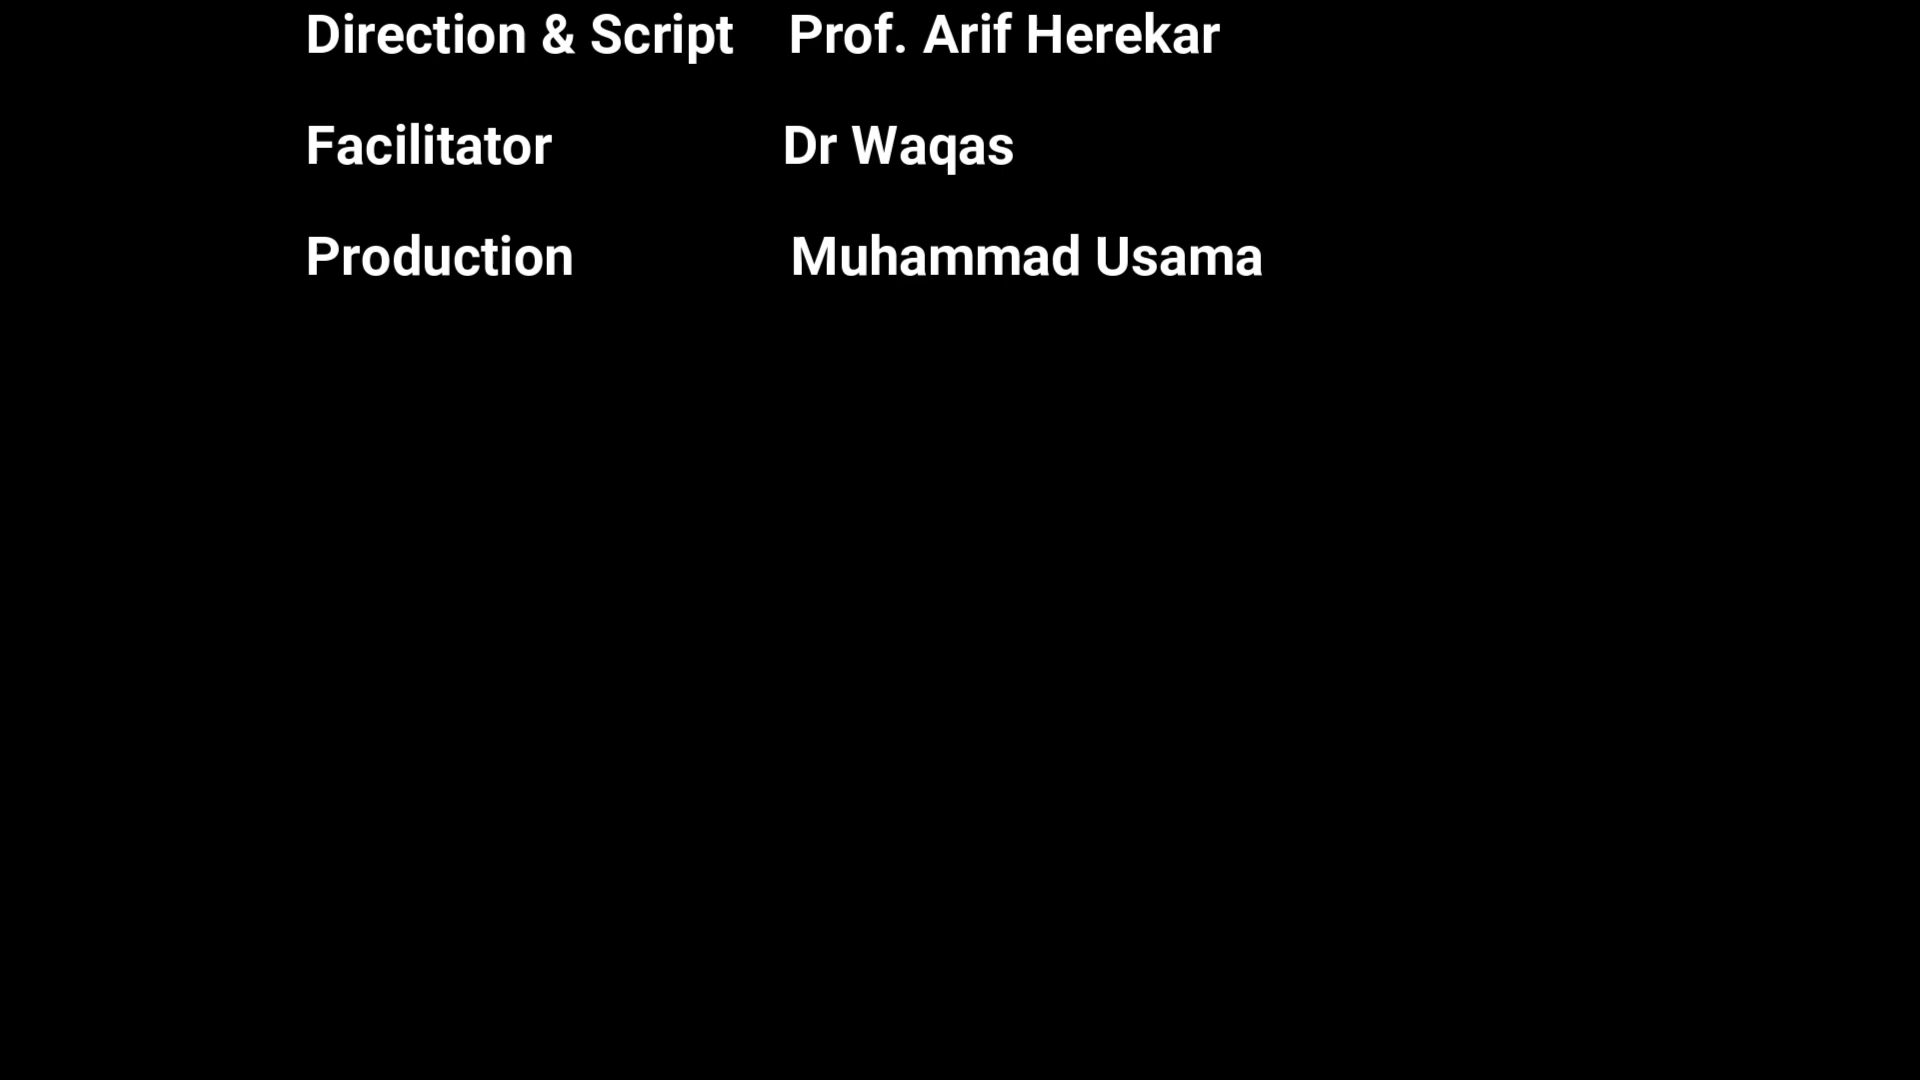 Direction & Script Prof. Arif Herekar
Facilitator Dr Waqas
Production Muhammad Usama